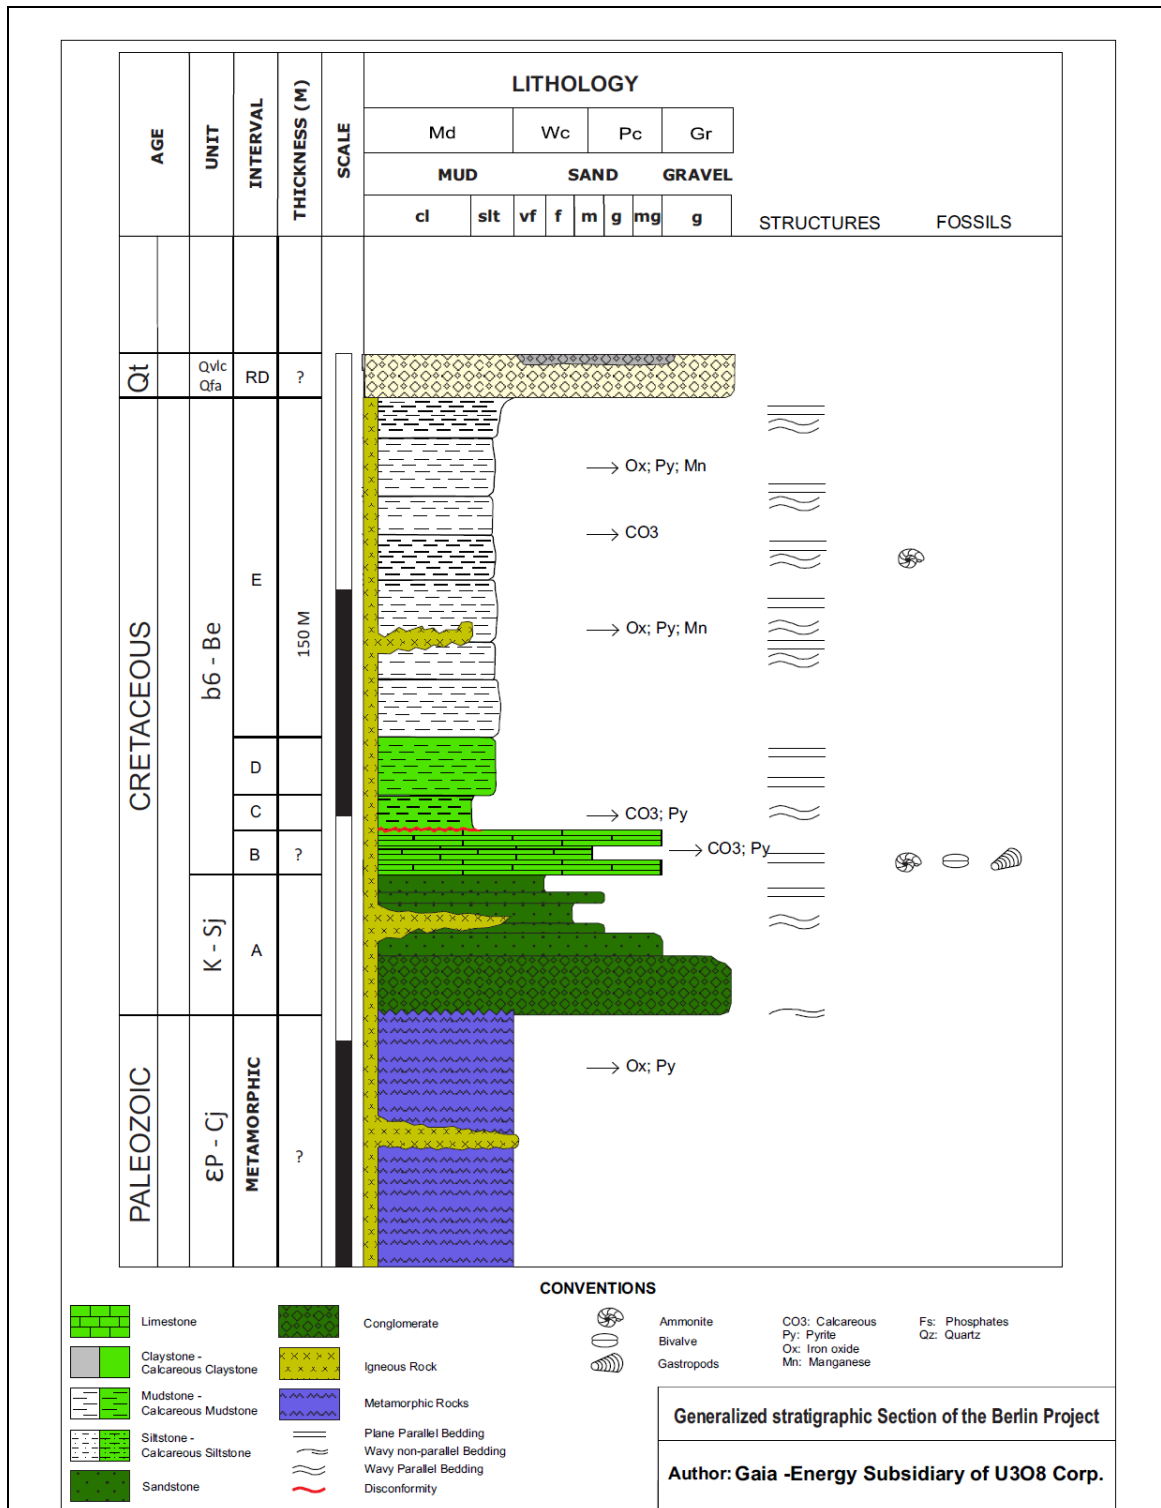 LITHOLOGY
AGE
UNIT
INTERVAL
THICKNESS (M)
SCALE
Md Wc Pc Gr
MUD SAND GRAVEL
cl slt vf f m g mg g
STRUCTURES FOSSILS
Qt
Qvlc
Qfa
RD
?
CRETACEOUS
b6 - Be
E
150 M
Ox; Py; Mn
CO3
Ox; Py; Mn
D
C
CO3; Py
B
?
CO3; Py
K - Sj
A
PALEOZOIC
ƐP - Cj
METAMORPHIC
?
Ox; Py
CONVENTIONS
Limestone
Claystone -
Calcareous Claystone
Mudstone -
Calcareous Mudstone
Siltstone -
Calcareous Siltstone
Sandstone
Conglomerate
Igneous Rock
Metamorphic Rocks
Plane Parallel Bedding
Wavy non-parallel Bedding
Wavy Parallel Bedding
Disconformity
Ammonite
Bivalve
Gastropods
CO3: Calcareous
Py: Pyrite
Ox: Iron oxide
Mn: Manganese
Fs: Phosphates
Qz: Quartz
Generalized stratigraphic Section of the Berlin Project
Author: Gaia -Energy Subsidiary of U3O8 Corp.